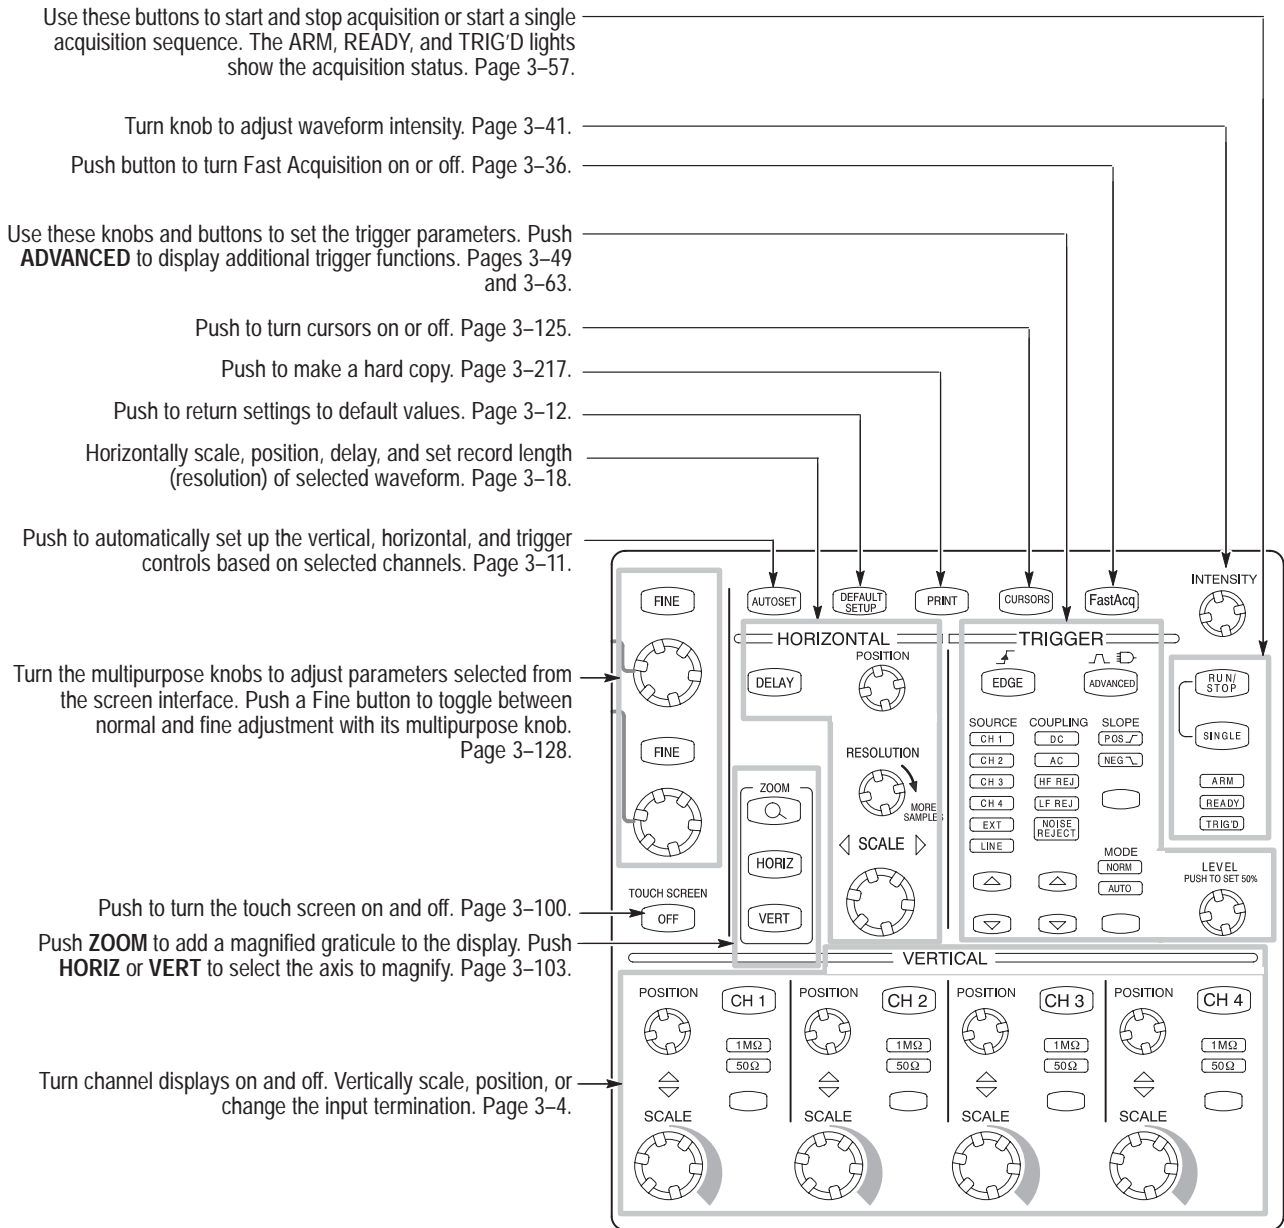 Use these buttons to start and stop acquisition or start a single
acquisition sequence. The ARM, READY, and TRIG'D lights
show the acquisition status. Page 3–57.
Turn knob to adjust waveform intensity. Page 3–41.
Push button to turn Fast Acquisition on or off. Page 3–36.
Use these knobs and buttons to set the trigger parameters. Push
ADVANCED to display additional trigger functions. Pages 3–49
and 3–63.
Push to turn cursors on or off. Page 3–125.
Push to make a hard copy. Page 3–217.
Push to return settings to default values. Page 3–12.
Horizontally scale, position, delay, and set record length
(resolution) of selected waveform. Page 3–18.
Push to automatically set up the vertical, horizontal, and trigger
controls based on selected channels. Page 3–11.
Turn the multipurpose knobs to adjust parameters selected from
the screen interface. Push a Fine button to toggle between
normal and fine adjustment with its multipurpose knob.
Page 3–128.
Push to turn the touch screen on and off. Page 3–100.
Push ZOOM to add a magnified graticule to the display. Push
HORIZ or VERT to select the axis to magnify. Page 3–103.
Turn channel displays on and off. Vertically scale, position, or
change the input termination. Page 3–4.
INTENSITY
FINE
AUTOSET
DEFAULT
SETUP
PRINT
CURSORS
FastAcq
HORIZONTAL
TRIGGER
POSITION
DELAY
EDGE
ADVANCED
RUN/
STOP
SINGLE
SOURCE
COUPLING
SLOPE
CH 1
DC
POS
CH 2
AC
NEG
CH 3
HF REJ
CH 4
LF REJ
EXT
NOISE
REJECT
LINE
ARM
READY
TRIG'D
FINE
RESOLUTION
MORE
SAMPLES
ZOOM
HORIZ
VERT
SCALE
MODE
NORM
AUTO
LEVEL
PUSH TO SET 50%
TOUCH SCREEN
OFF
VERTICAL
POSITION
CH 1
POSITION
CH 2
POSITION
CH 3
POSITION
CH 4
1MΩ
1MΩ
1MΩ
1MΩ
50Ω
50Ω
50Ω
50Ω
SCALE
SCALE
SCALE
SCALE